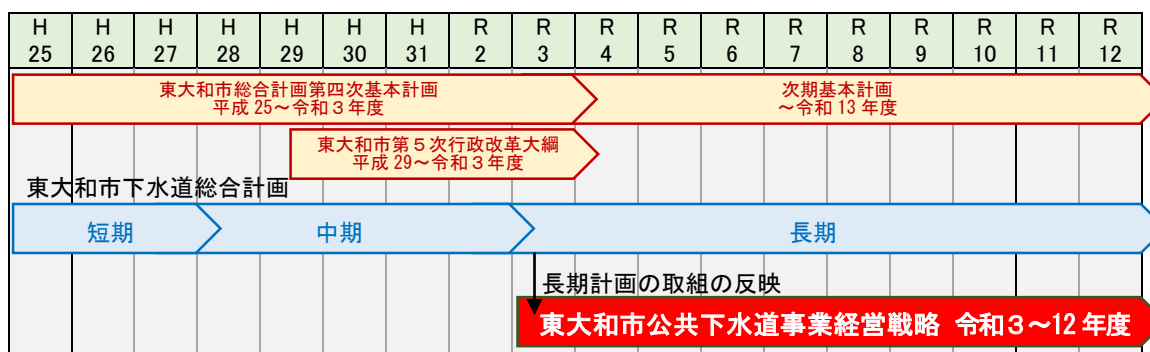 H H H H H H H R R R R R R R R R R R
25 26 27 28 29 30 31 2 3 4 5 6 7 8 9 10 11 12
東大和市総合計画第四次基本計画
平成 25～令和３年度
次期基本計画
～令和 13 年度
東大和市第５次行政改革大綱
平成 29～令和３年度
東大和市下水道総合計画
短期 中期 長期
長期計画の取組の反映
東大和市公共下水道事業経営戦略 令和３～12 年度